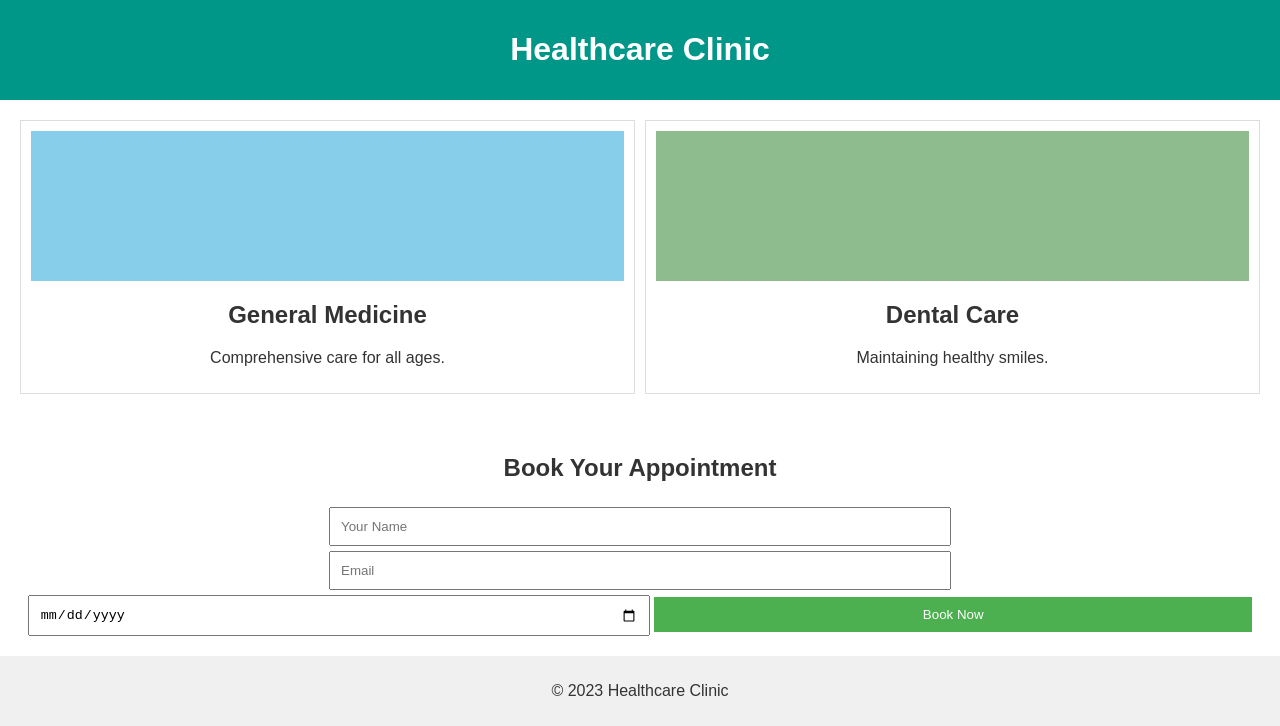 Healthcare Clinic
General Medicine
Comprehensive care for all ages.
Dental Care
Maintaining healthy smiles.
Book Your Appointment
Your Name
Email
mm/dd/yyyy
Book Now
© 2023 Healthcare Clinic